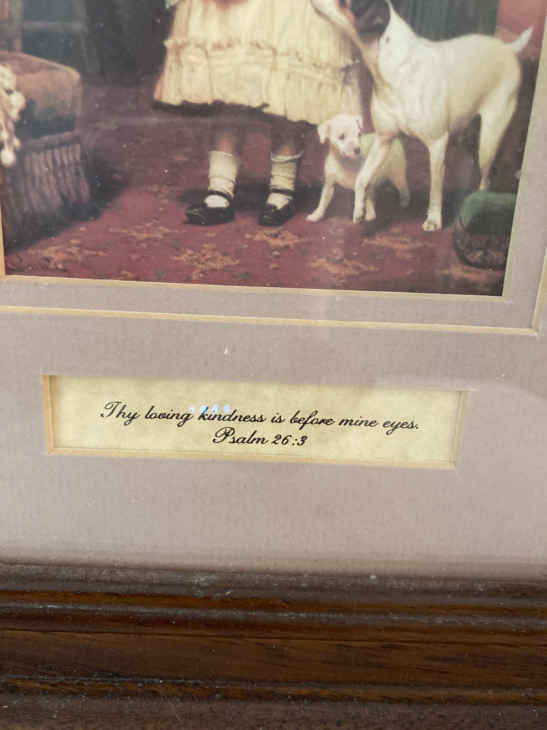 Thy loving kindness is before mine eyes.
Psalm 26:3